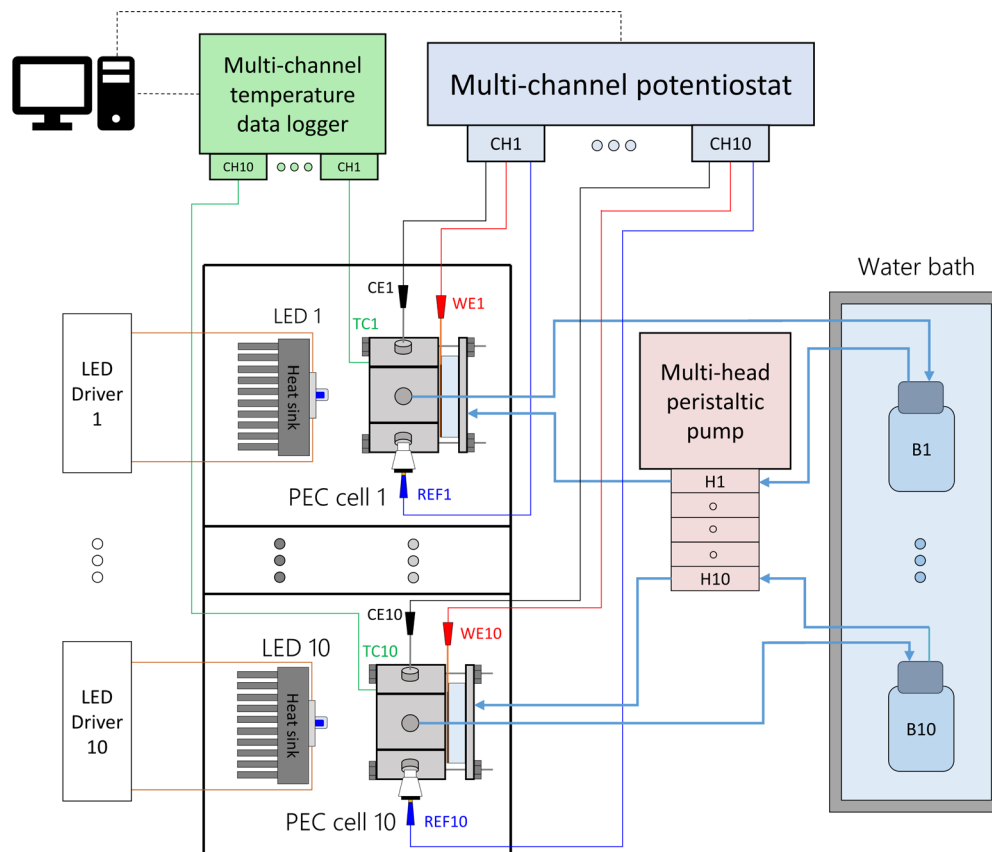 Multi-channel
temperature
data logger
CH10
CH1
Multi-channel potentiostat
CH1
CH10
Water bath
LED
Driver
1
LED 1
Heat sink
TC1
CE1
WE1
REF1
PEC cell 1
Multi-head
peristaltic
pump
H1
H10
B1
B10
LED
Driver
10
LED 10
Heat sink
TC10
CE10
WE10
REF10
PEC cell 10